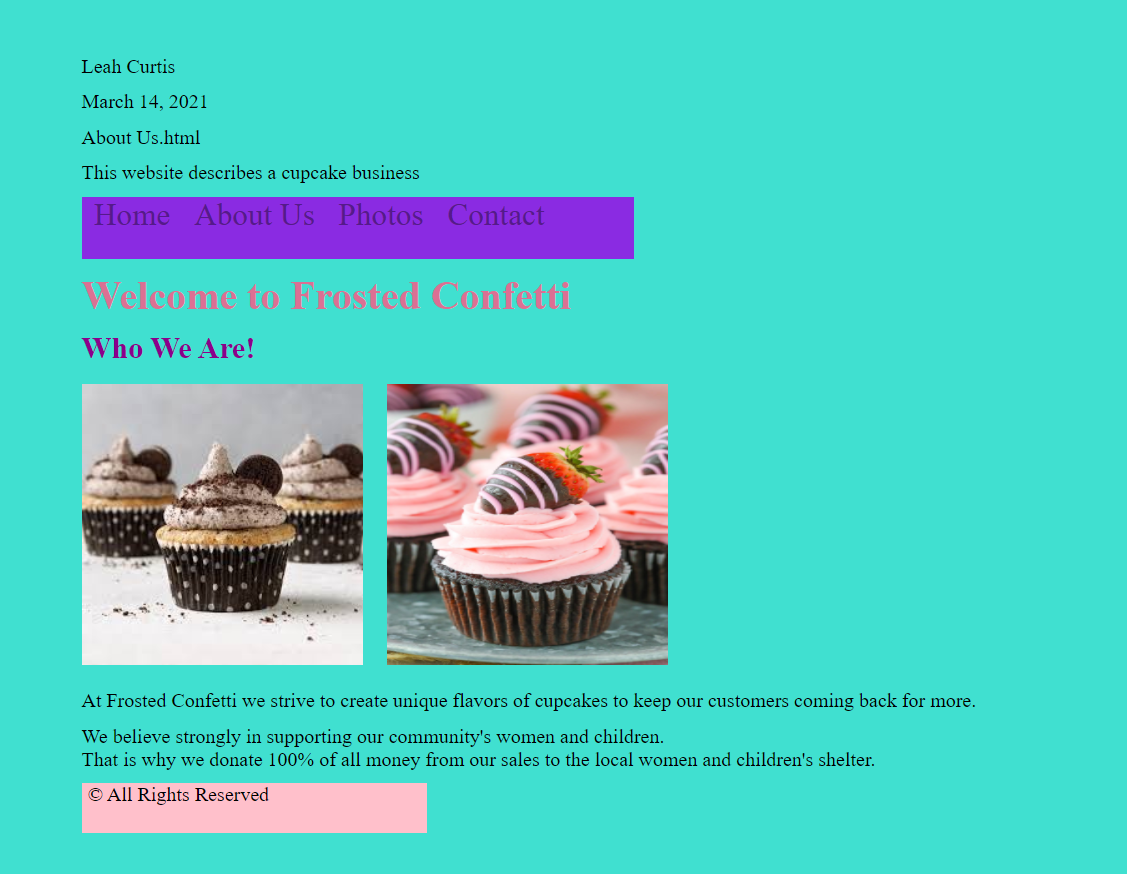 Leah Curtis
March 14, 2021
About Us.html
This website describes a cupcake business
Home About Us Photos Contact
Welcome to Frosted Confetti
Who We Are!
At Frosted Confetti we strive to create unique flavors of cupcakes to keep our customers coming back for more.
We believe strongly in supporting our community's women and children.
That is why we donate 100% of all money from our sales to the local women and children's shelter.
© All Rights Reserved